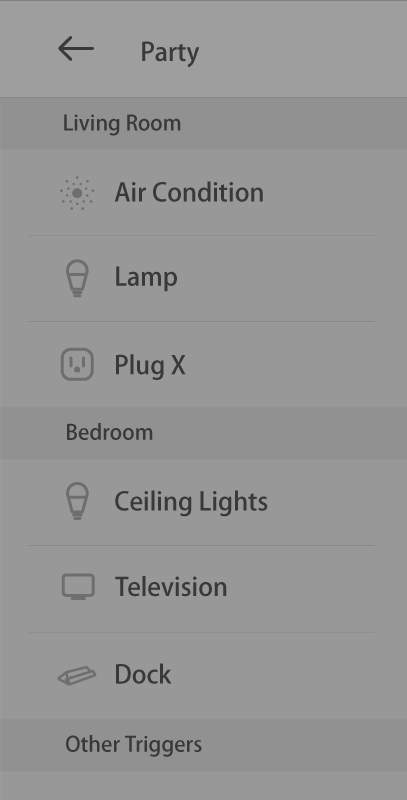 Party
Living Room
Air Condition
Lamp
Plug X
Bedroom
Ceiling Lights
Television
Dock
Other Triggers